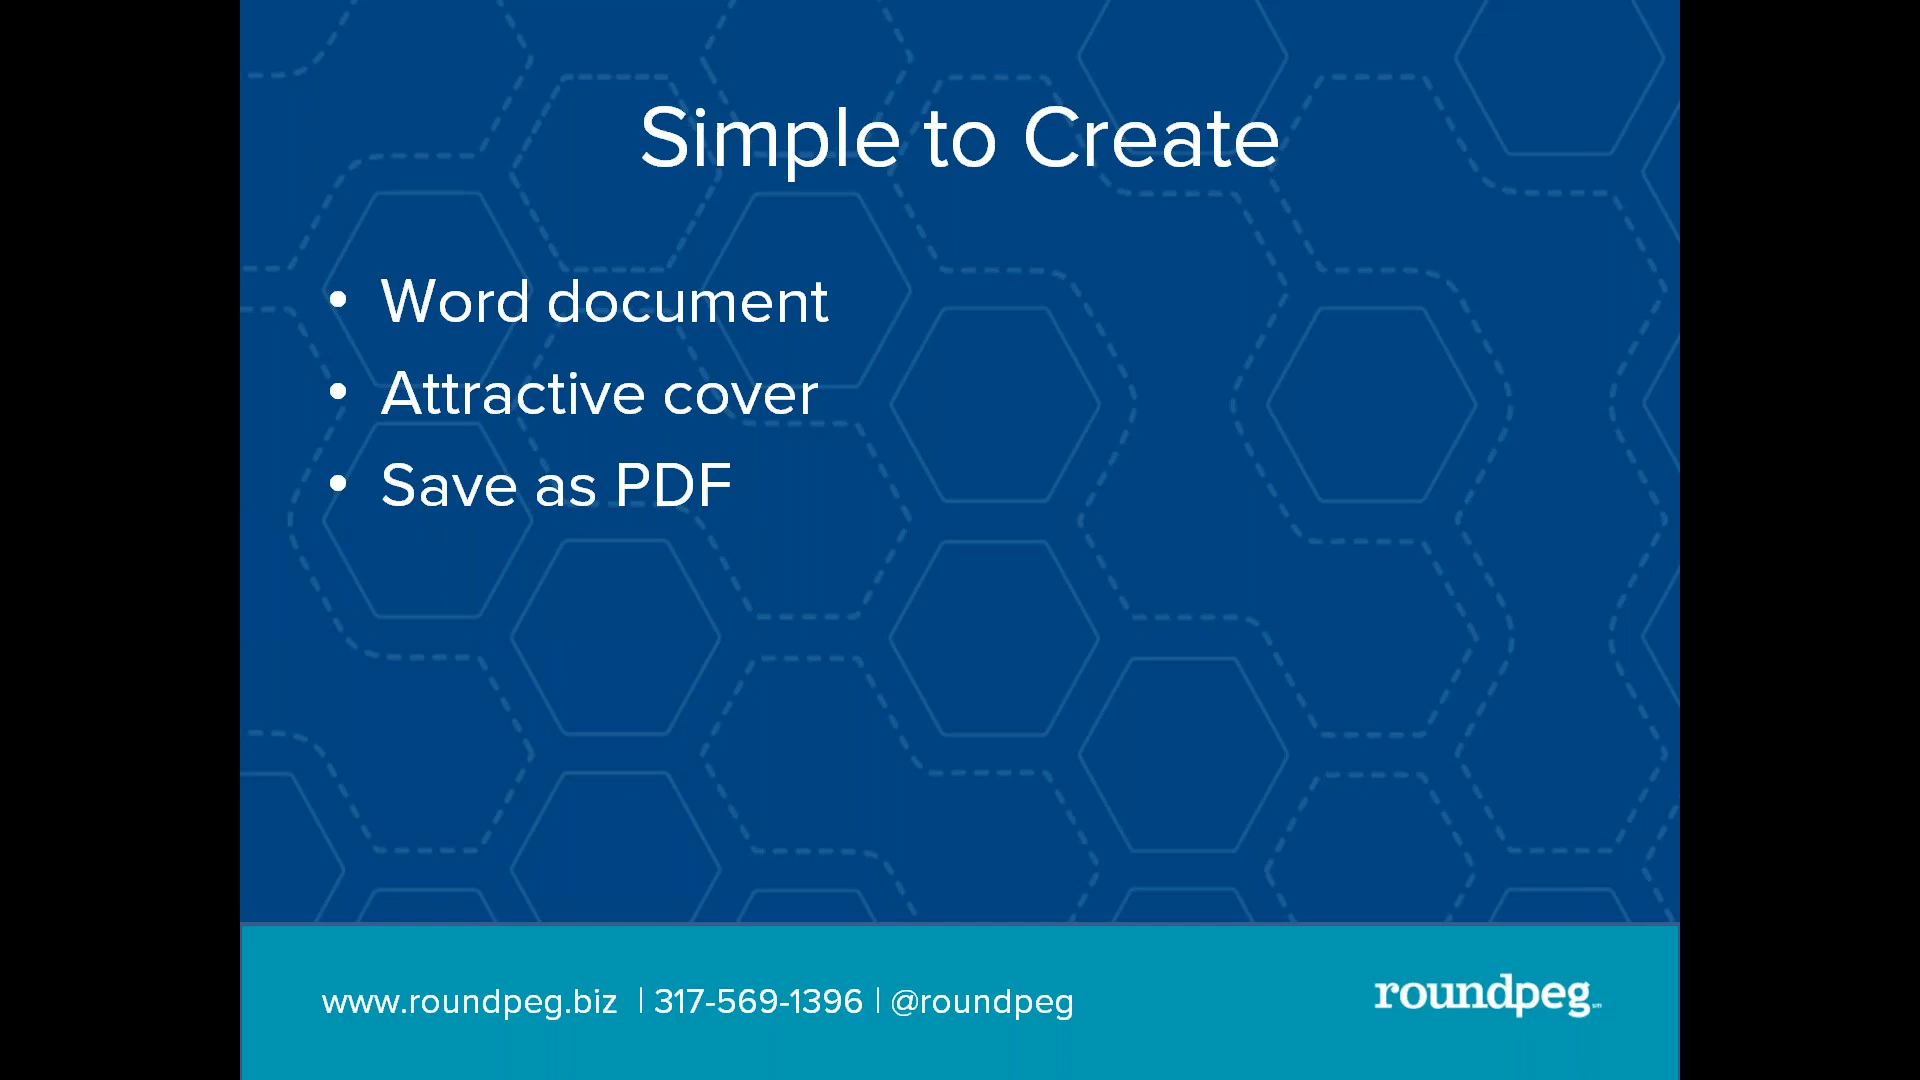 Simple to Create
• Word document
• Attractive cover
• Save as PDF
www.roundpeg.biz | 317-569-1396 | @roundpeg
roundpeg